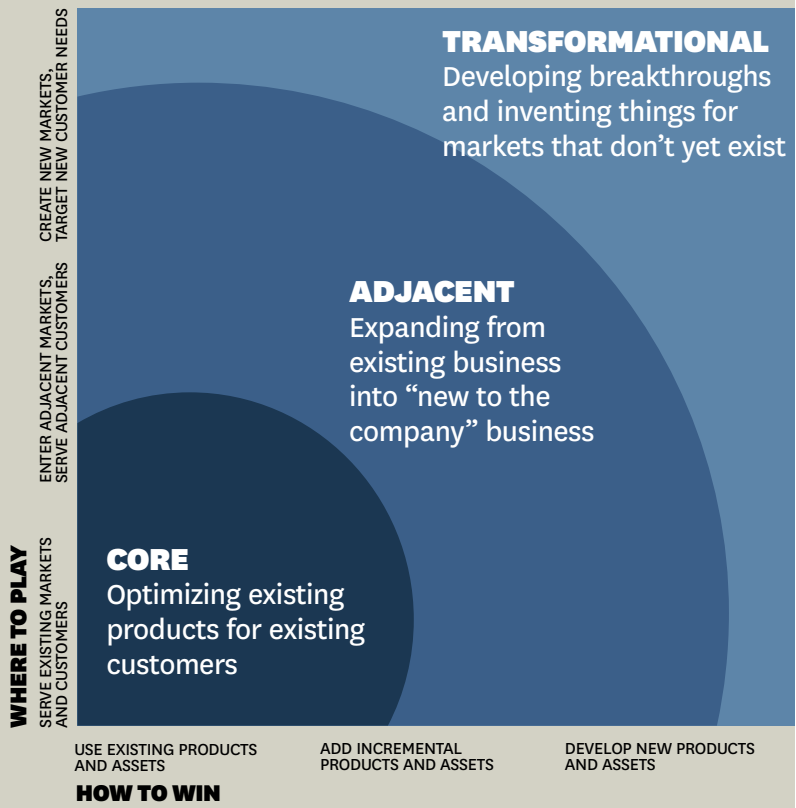 TRANSFORMATIONAL
Developing breakthroughs
and inventing things for
markets that don’t yet exist
ADJACENT
Expanding from
existing business
into “new to the
company” business
CORE
Optimizing existing
products for existing
customers
WHERE TO PLAY
CREATE NEW MARKETS,
TARGET NEW CUSTOMER NEEDS
ENTER ADJACENT MARKETS,
SERVE ADJACENT CUSTOMERS
SERVE EXISTING MARKETS
AND CUSTOMERS
USE EXISTING PRODUCTS
AND ASSETS
ADD INCREMENTAL
PRODUCTS AND ASSETS
DEVELOP NEW PRODUCTS
AND ASSETS
HOW TO WIN